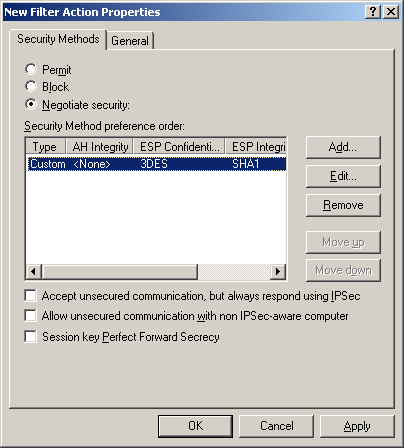 New Filter Action Properties
Security Methods General
Permit
Block
Negotiate security:
Security Method preference order:
Type AH Integrity ESP Confidenti... ESP Integri
Custom <None> 3DES SHA1
Add...
Edit...
Remove
Move up
Move down
Accept unsecured communication, but always respond using IPSec
Allow unsecured communication with non IPSec-aware computer
Session key Perfect Forward Secrecy
OK Cancel Apply